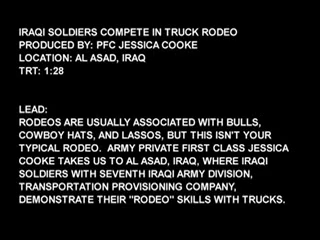 IRAQI SOLDIERS COMPETE IN TRUCK RODEO
PRODUCED BY: PFC JESSICA COOKE
LOCATION: AL ASAD, IRAQ
TRT: 1:28
LEAD:
RODEOS ARE USUALLY ASSOCIATED WITH BULLS,
COWBOY HATS, AND LASSOS, BUT THIS ISN'T YOUR
TYPICAL RODEO.  ARMY PRIVATE FIRST CLASS JESSICA
COOKE TAKES US TO AL ASAD, IRAQ, WHERE IRAQI
SOLDIERS WITH SEVENTH IRAQI ARMY DIVISION,
TRANSPORTATION PROVISIONING COMPANY,
DEMONSTRATE THEIR "RODEO" SKILLS WITH TRUCKS.